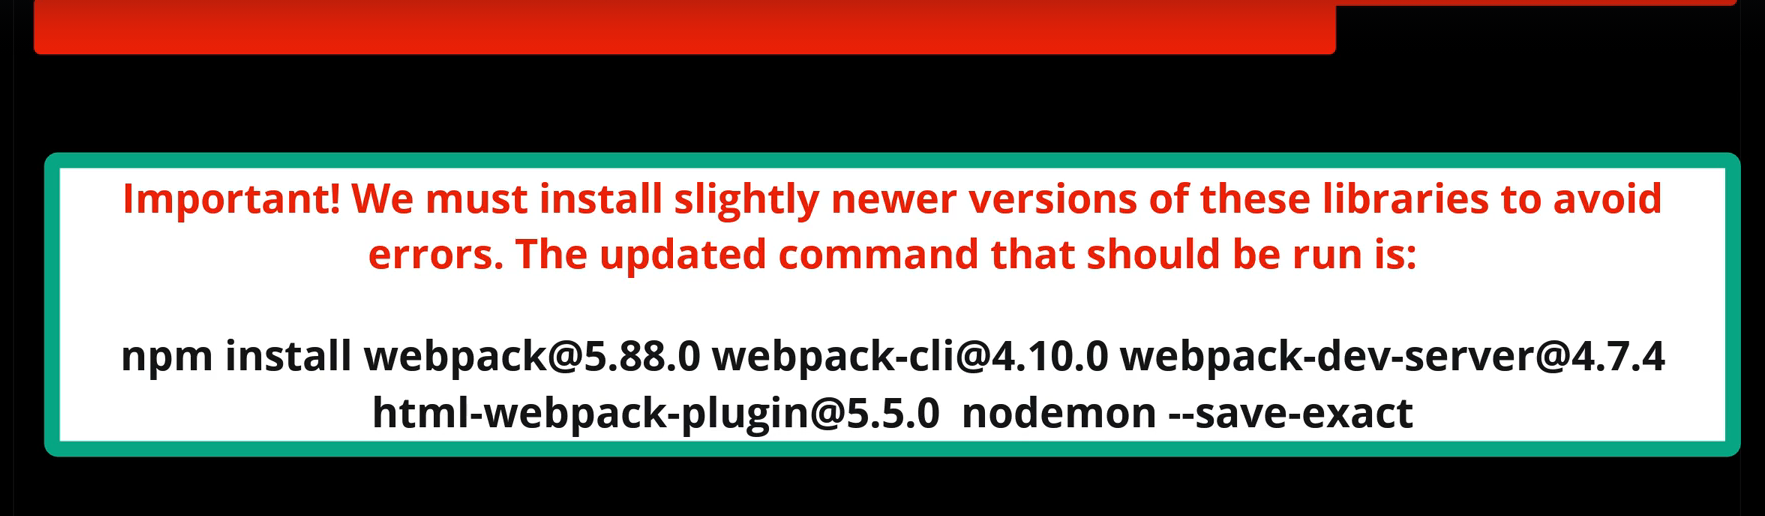 Important! We must install slightly newer versions of these libraries to avoid
errors. The updated command that should be run is:
npm install webpack@5.88.0 webpack-cli@4.10.0 webpack-dev-server@4.7.4
html-webpack-plugin@5.5.0  nodemon --save-exact